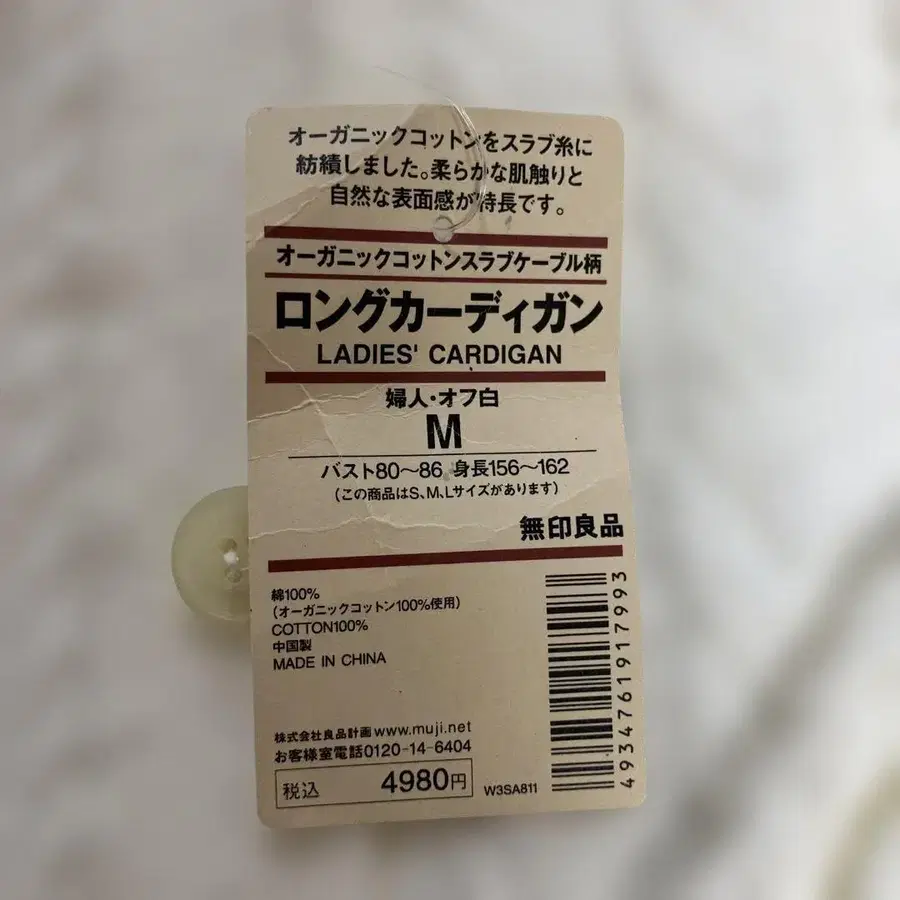 オーガニックコットンをスラブ糸に
紡績しました。柔らかな肌触りと
自然な表面感が特長です。
オーガニックコットンスラブケーブル柄
ロングカーディガン
LADIES' CARDIGAN
婦人・オフ白
M
バスト80〜86 身長156〜162
(この商品はS、M、Lサイズがあります)
無印良品
綿100%
(オーガニックコットン100%使用)
COTTON100%
中国製
MADE IN CHINA
株式会社良品計画 www.muji.net
お客様室電話0120-14-6404
税込 4980円
W3SA811
4934761917993